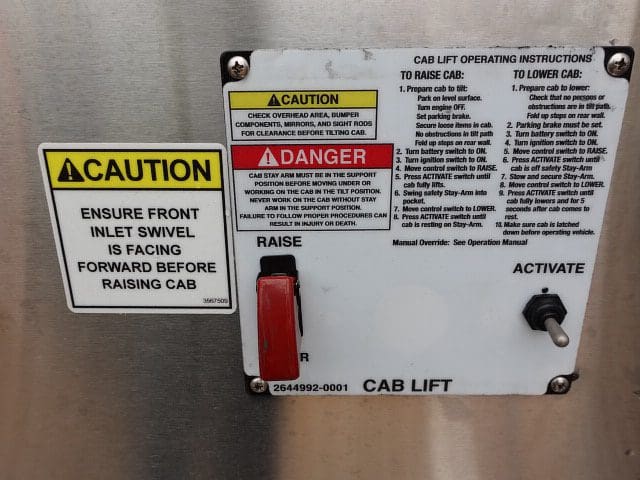 CAUTION
ENSURE FRONT
INLET SWIVEL
IS FACING
FORWARD BEFORE
RAISING CAB
3567509
CAB LIFT OPERATING INSTRUCTIONS
CAUTION
CHECK OVERHEAD AREA, BUMPER
COMPONENTS, MIRRORS, AND SIGHT RODS
FOR CLEARANCE BEFORE TILTING CAB.
DANGER
CAB STAY ARM MUST BE IN THE SUPPORT
POSITION BEFORE MOVING UNDER OR
WORKING ON THE CAB IN THE TILT POSITION.
NEVER WORK ON THE CAB WITHOUT STAY
ARM IN THE SUPPORT POSITION.
FAILURE TO FOLLOW PROPER PROCEDURES CAN
RESULT IN INJURY OR DEATH.
TO RAISE CAB:
1. Prepare cab to tilt:
Park on level surface.
Turn engine OFF.
Set parking brake.
Secure loose items in cab.
No obstructions in tilt path
Fold up steps on rear wall.
2. Turn battery switch to ON.
3. Turn ignition switch to ON.
4. Move control switch to RAISE.
5. Press ACTIVATE switch until
cab fully lifts.
6. Swing safety Stay-Arm into
pocket.
7. Move control switch to LOWER.
8. Press ACTIVATE switch until
cab is resting on Stay-Arm.
TO LOWER CAB:
1. Prepare cab to lower:
Check that no persons or
obstructions are in tilt path.
Fold up steps on rear wall.
2. Parking brake must be set.
3. Turn battery switch to ON.
4. Turn ignition switch to ON.
5. Move control switch to RAISE.
6. Press ACTIVATE switch until
cab is off safety Stay-Arm
7. Stow and secure Stay-Arm.
8. Move control switch to LOWER.
9. Press ACTIVATE switch until
cab fully lowers and for 5
seconds after cab comes to
rest.
10. Make sure cab is latched
down before operating vehicle.
Manual Override: See Operation Manual
RAISE
ACTIVATE
R
2644992-0001
CAB LIFT